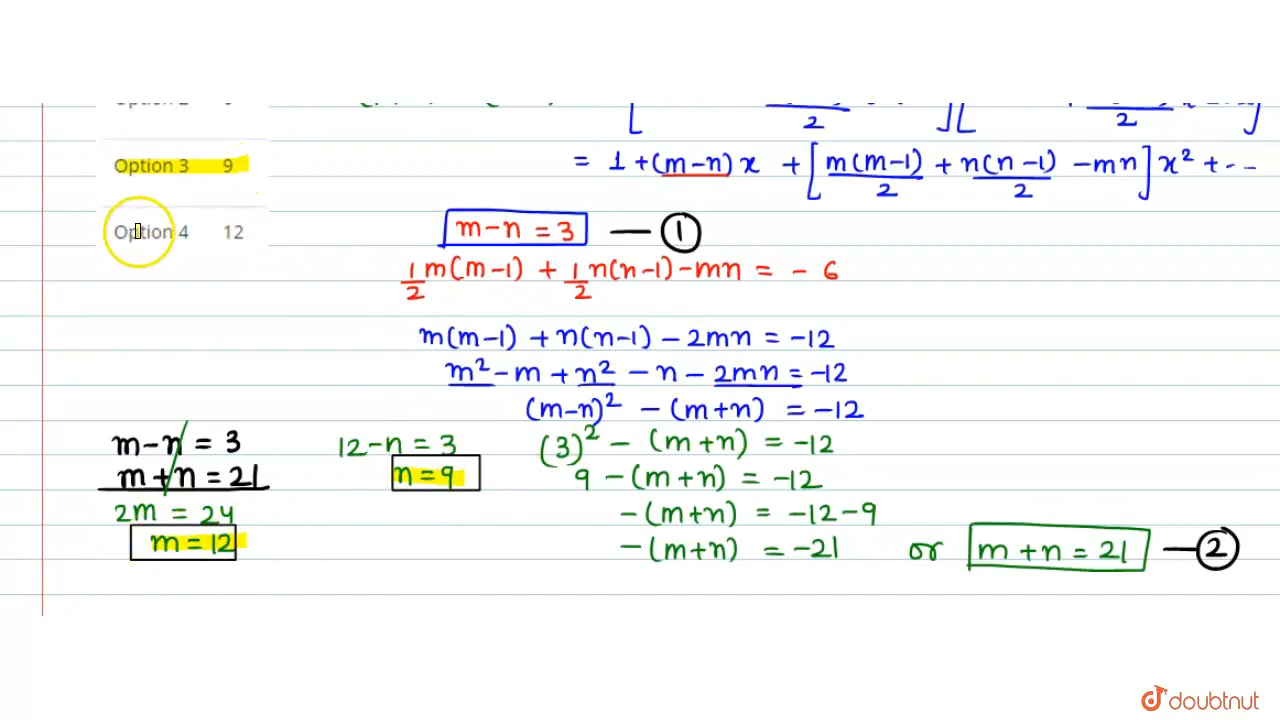 2 2
= 1 + (m-n) x + [m(m-1)/2 + n(n-1)/2 - mn] x² + ...
Option 3 9
Option 4 12
m-n = 3 — ①
1/2 m(m-1) + 1/2 n(n-1) - mn = - 6
m(m-1) + n(n-1) - 2mn = -12
m² - m + n² - n - 2mn = -12
(m-n)² - (m+n) = -12
m-n = 3 12-n = 3 (3)² - (m+n) = -12
m+n = 21 n = 9 9 - (m+n) = -12
2m = 24 -(m+n) = -12-9
m = 12 -(m+n) = -21 or m+n = 21 — ②
doubtnut